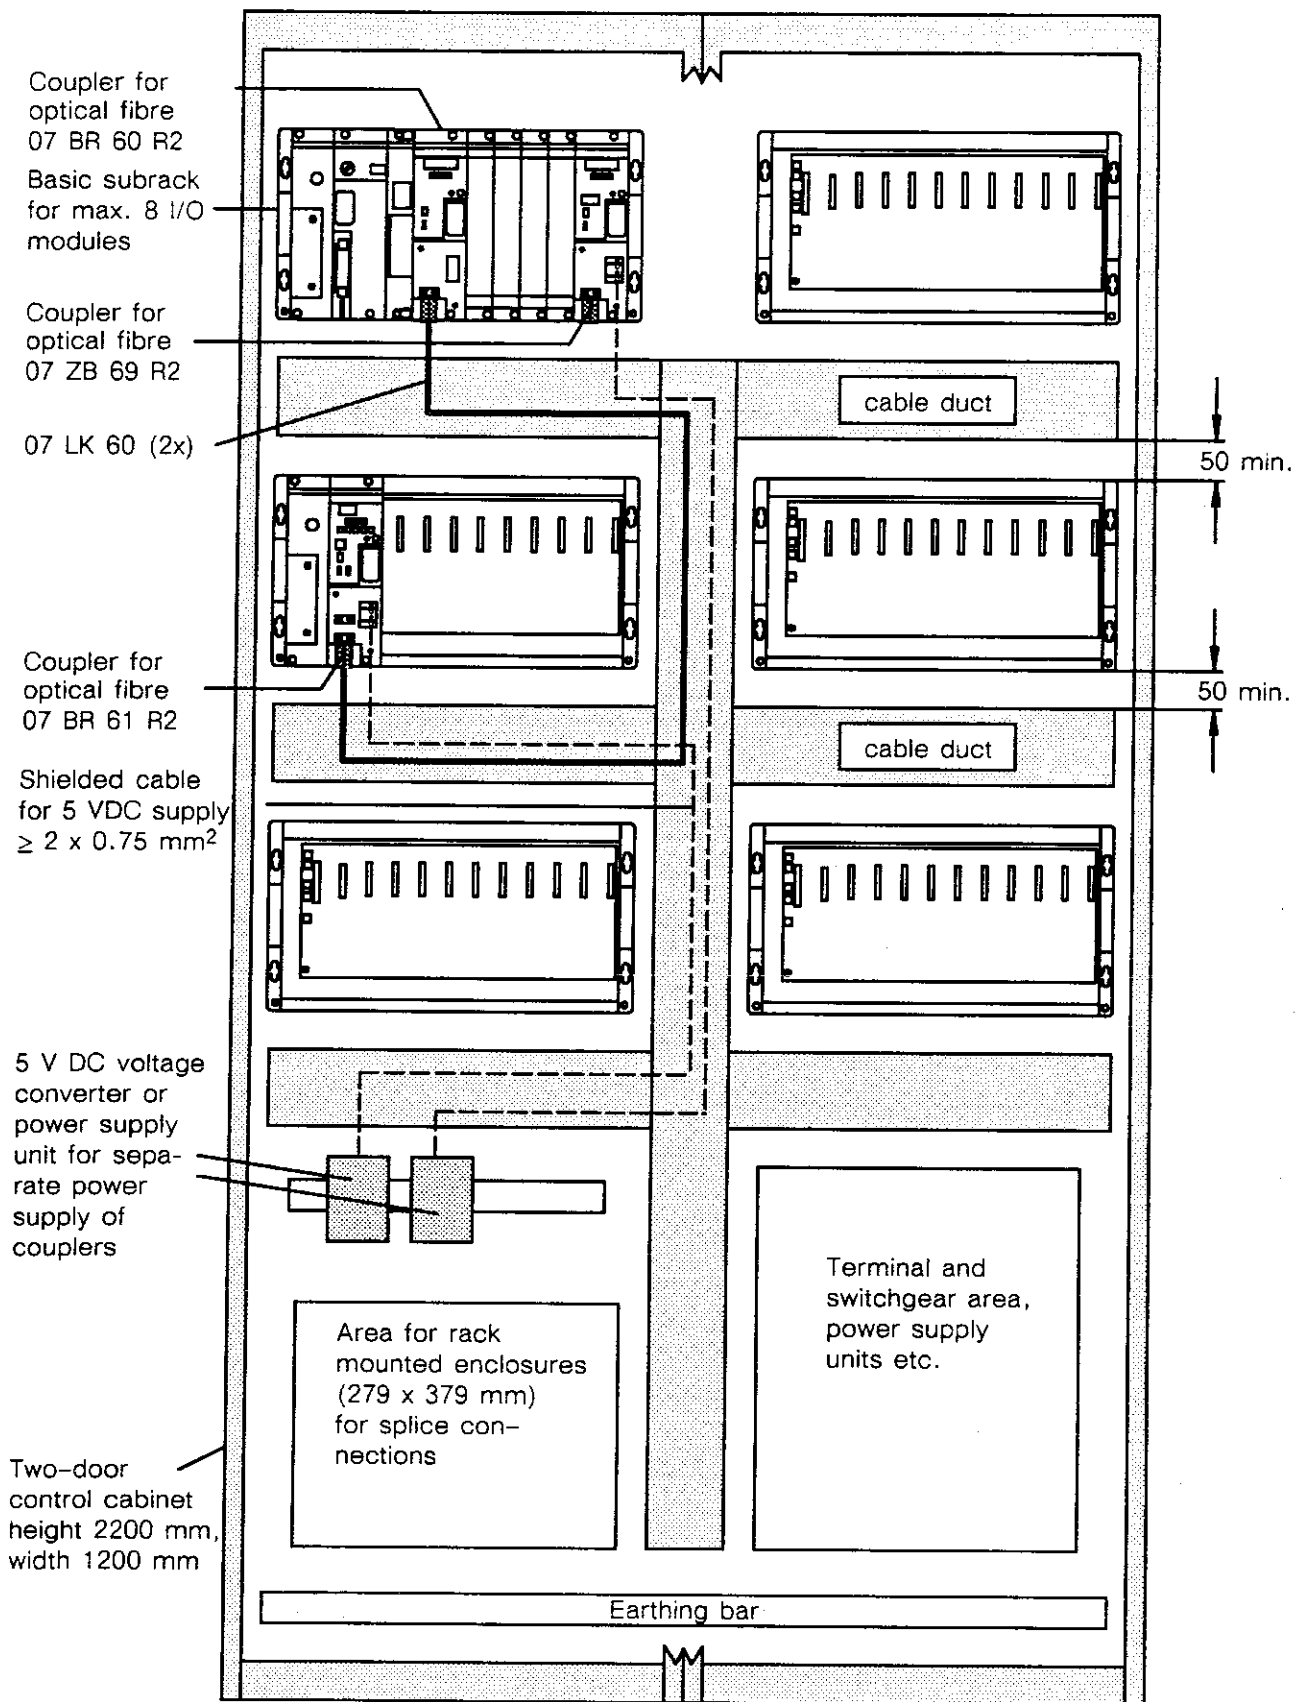 Coupler for
optical fibre
07 BR 60 R2
Basic subrack
for max. 8 I/O
modules
Coupler for
optical fibre
07 ZB 69 R2
cable duct
07 LK 60 (2x)
50 min.
Coupler for
optical fibre
07 BR 61 R2
50 min.
cable duct
Shielded cable
for 5 VDC supply
≥ 2 x 0.75 mm²
5 V DC voltage
converter or
power supply
unit for sepa-
rate power
supply of
couplers
Terminal and
switchgear area,
power supply
units etc.
Area for rack
mounted enclosures
(279 x 379 mm)
for splice con-
nections
Two-door
control cabinet
height 2200 mm,
width 1200 mm
Earthing bar